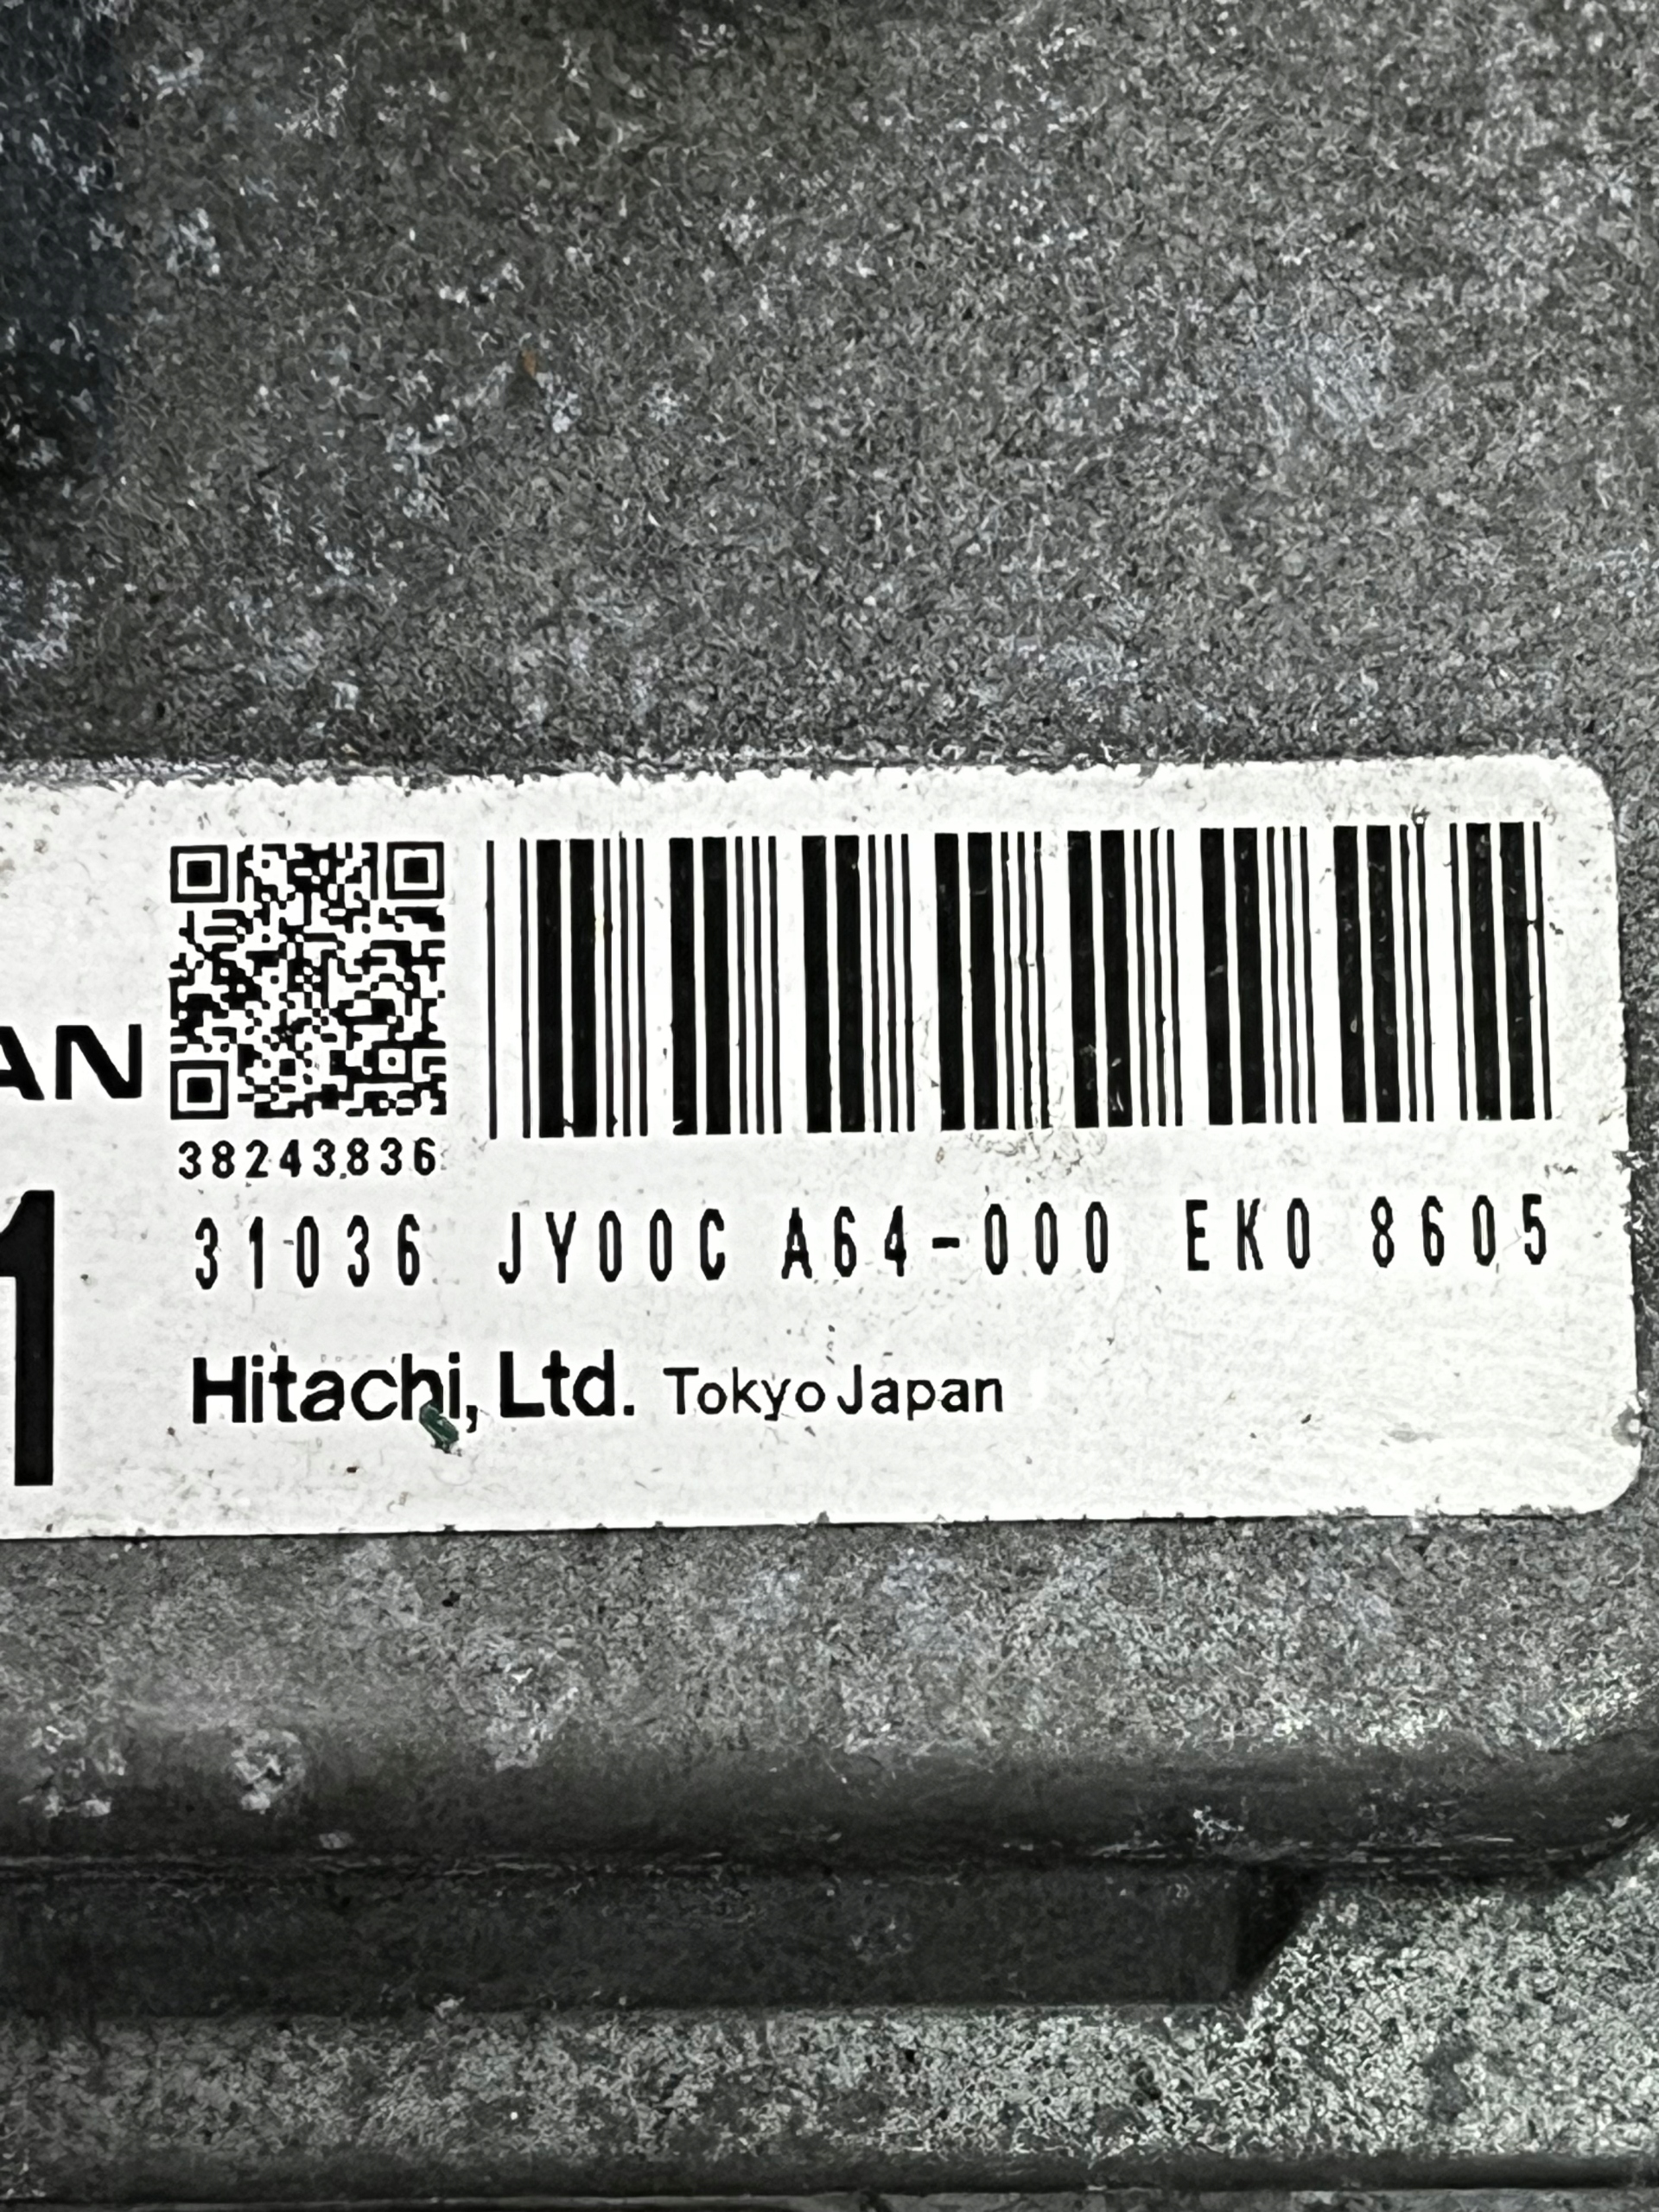 AN
38243836
1
31036 JY00C A64-000 EK0 8605
Hitachi, Ltd. Tokyo Japan